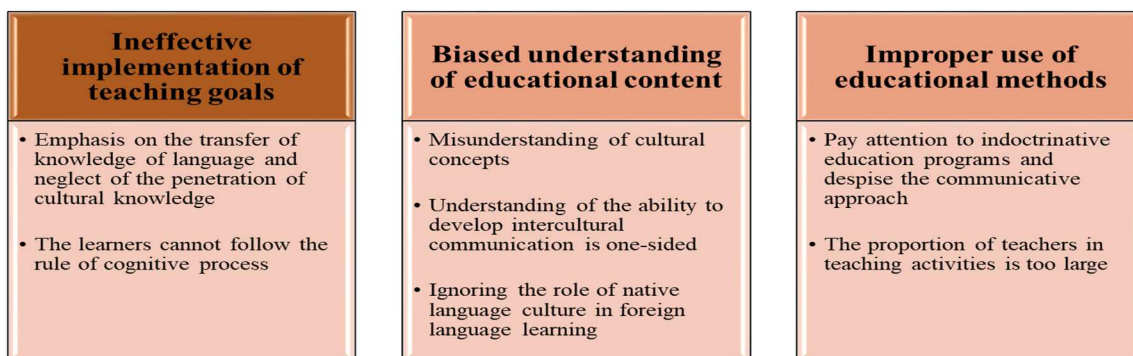 Ineffective
implementation of
teaching goals
• Emphasis on the transfer of
knowledge of language and
neglect of the penetration of
cultural knowledge
• The learners cannot follow the
rule of cognitive process
Biased understanding
of educational content
• Misunderstanding of cultural
concepts
• Understanding of the ability to
develop intercultural
communication is one-sided
• Ignoring the role of native
language culture in foreign
language learning
Improper use of
educational methods
• Pay attention to indoctrinative
education programs and
despise the communicative
approach
• The proportion of teachers in
teaching activities is too large